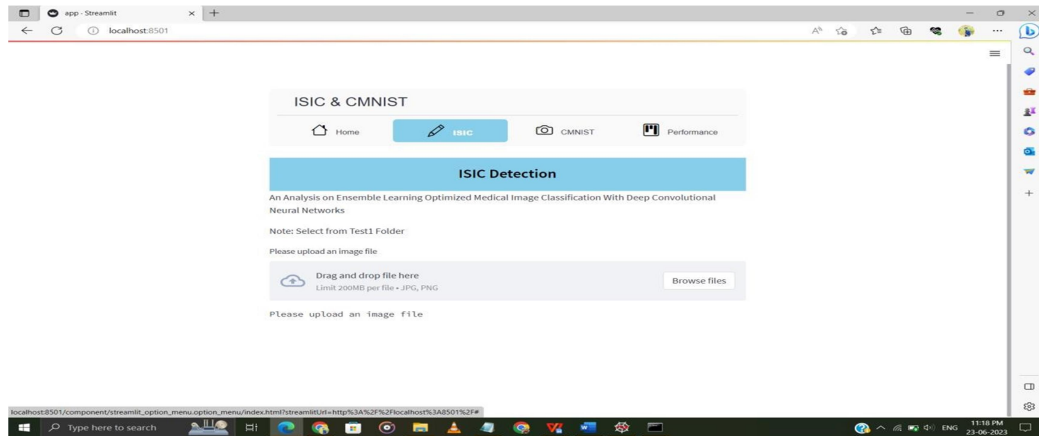 app · Streamlit
localhost:8501
ISIC & CMNIST
Home
ISIC
CMNIST
Performance
ISIC Detection
An Analysis on Ensemble Learning Optimized Medical Image Classification With Deep Convolutional
Neural Networks
Note: Select from Test1 Folder
Please upload an image file
Drag and drop file here
Limit 200MB per file • JPG, PNG
Browse files
Please upload an image file
localhost:8501/component/streamlit_option_menu.option_menu/index.html?streamlitUrl=http%3A%2F%2Flocalhost%3A8501%2F#
Type here to search
ENG
11:18 PM
23-06-2023